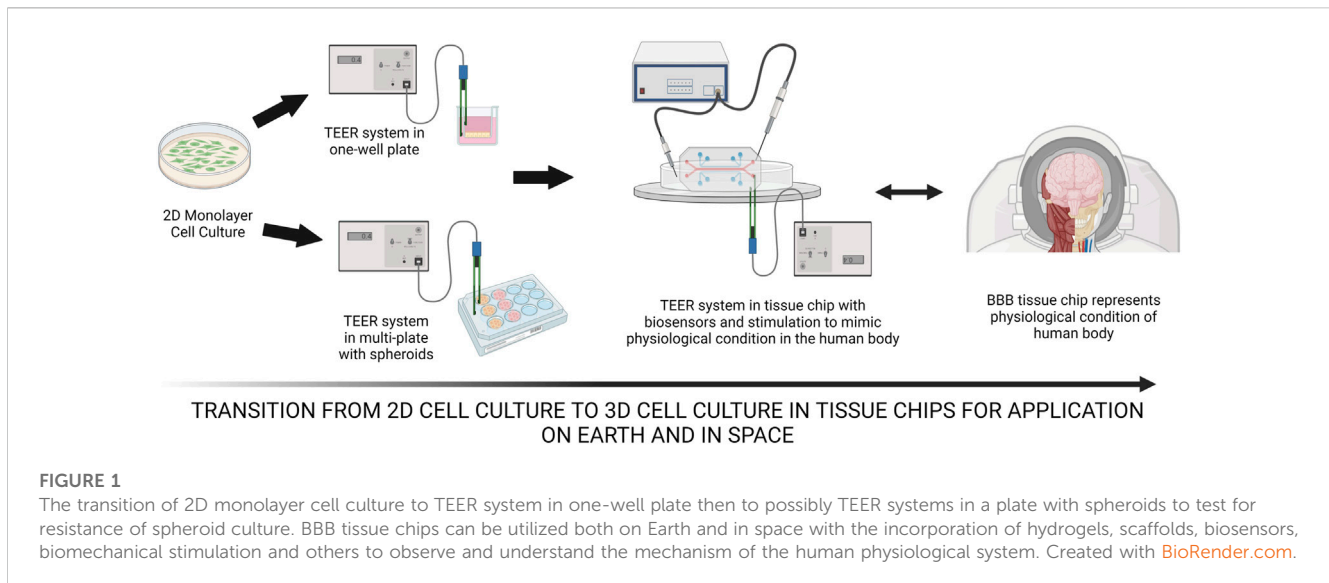 0.4
TEER system in
one-well plate
2D Monolayer
Cell Culture
0.4
TEER system
in multi-plate
with spheroids
TEER system in tissue chip with
biosensors and stimulation to mimic
physiological condition in the human body
BBB tissue chip represents
physiological condition of
human body
TRANSITION FROM 2D CELL CULTURE TO 3D CELL CULTURE IN TISSUE CHIPS FOR APPLICATION
ON EARTH AND IN SPACE
FIGURE 1
The transition of 2D monolayer cell culture to TEER system in one-well plate then to possibly TEER systems in a plate with spheroids to test for
resistance of spheroid culture. BBB tissue chips can be utilized both on Earth and in space with the incorporation of hydrogels, scaffolds, biosensors,
biomechanical stimulation and others to observe and understand the mechanism of the human physiological system. Created with BioRender.com.